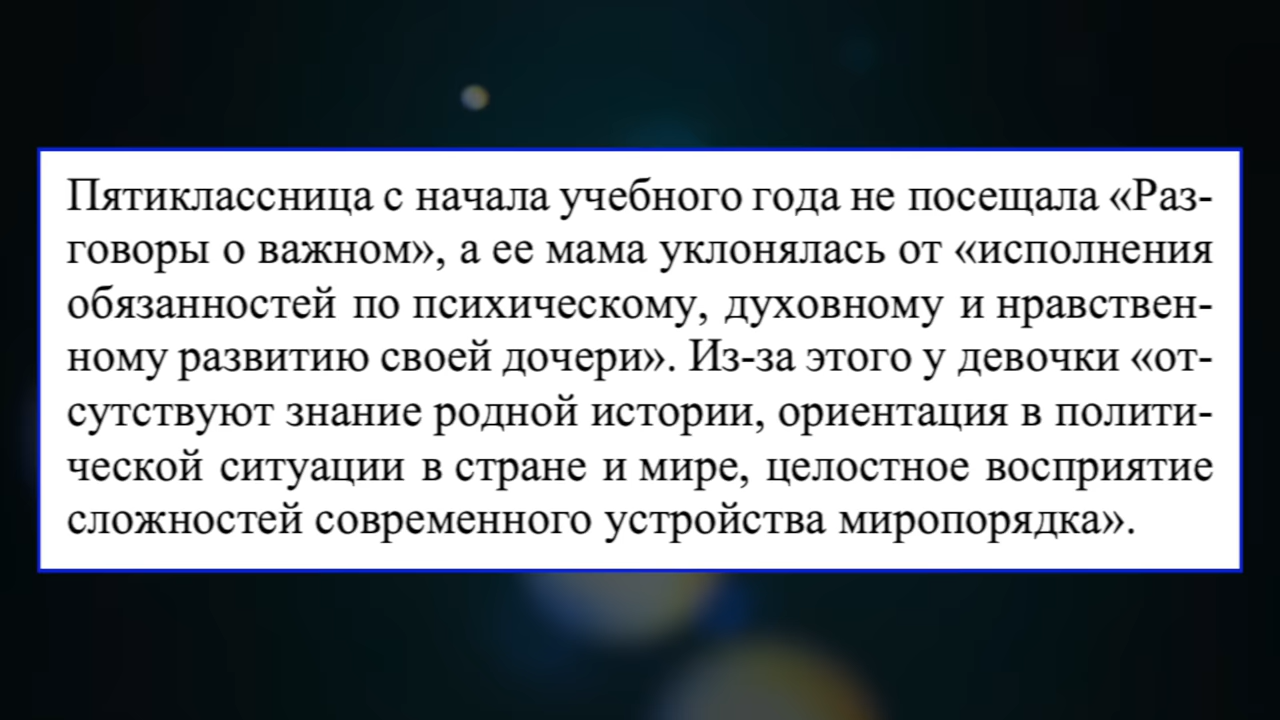 Пятиклассница с начала учебного года не посещала «Раз-
говоры о важном», а ее мама уклонялась от «исполнения
обязанностей по психическому, духовному и нравствен-
ному развитию своей дочери». Из-за этого у девочки «от-
сутствуют знание родной истории, ориентация в полити-
ческой ситуации в стране и мире, целостное восприятие
сложностей современного устройства миропорядка».